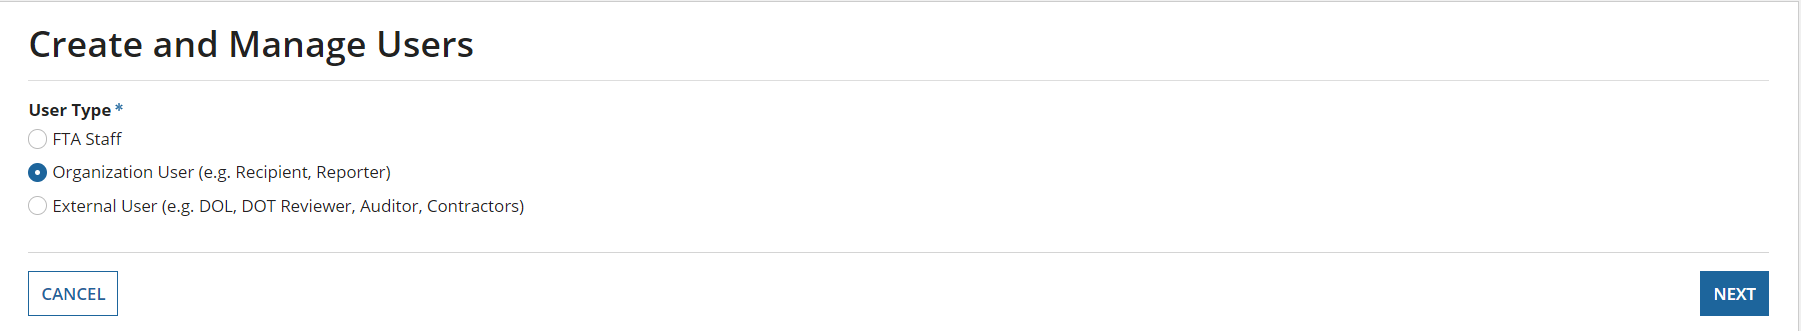 Create and Manage Users
User Type *
FTA Staff
Organization User (e.g. Recipient, Reporter)
External User (e.g. DOL, DOT Reviewer, Auditor, Contractors)
CANCEL
NEXT